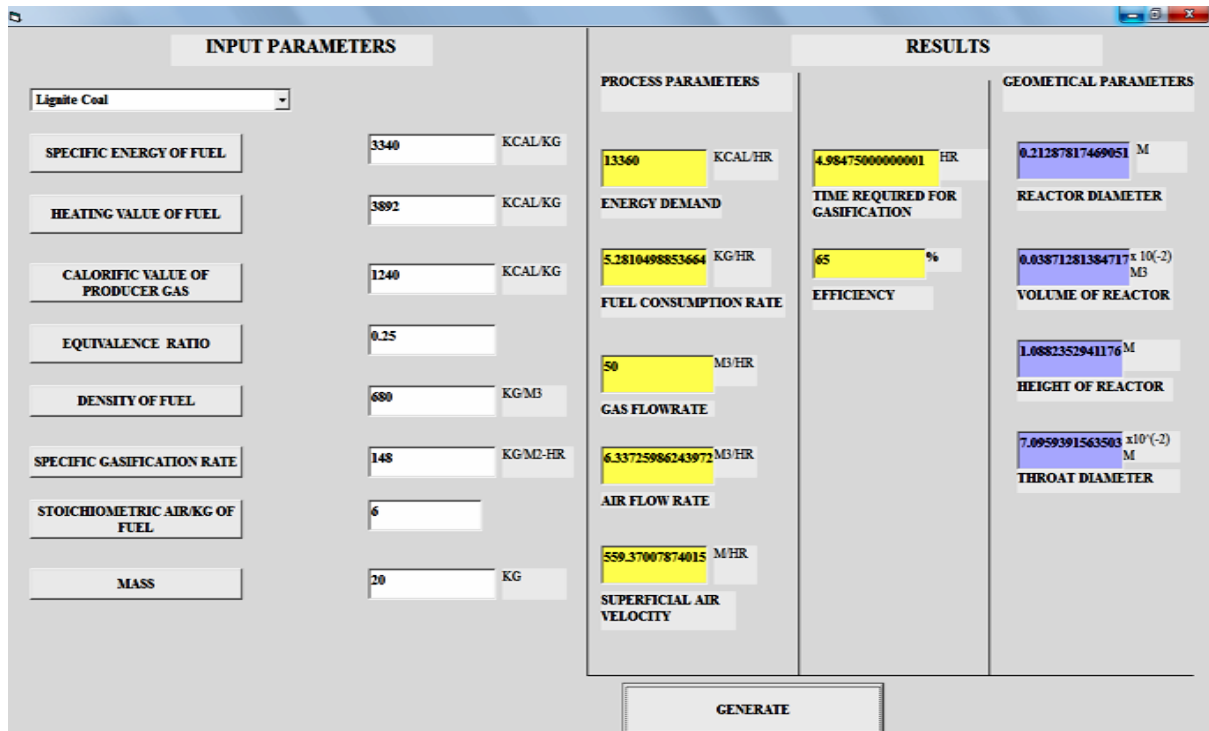 INPUT PARAMETERS
Lignite Coal
SPECIFIC ENERGY OF FUEL
3340
KCAL/KG
HEATING VALUE OF FUEL
3892
KCAL/KG
CALORIFIC VALUE OF
PRODUCER GAS
1240
KCAL/KG
EQUIVALENCE RATIO
0.25
DENSITY OF FUEL
680
KG/M3
SPECIFIC GASIFICATION RATE
148
KG/M2-HR
STOICHIOMETRIC AIR/KG OF
FUEL
6
MASS
20
KG
RESULTS
PROCESS PARAMETERS
13360
KCAL/HR
ENERGY DEMAND
5.2810498853664
KG/HR
FUEL CONSUMPTION RATE
50
M3/HR
GAS FLOWRATE
6.33725986243972
M3/HR
AIR FLOW RATE
559.37007874015
M/HR
SUPERFICIAL AIR
VELOCITY
4.98475000000001
HR
TIME REQUIRED FOR
GASIFICATION
65
%
EFFICIENCY
GEOMETICAL PARAMETERS
0.21287817469051
M
REACTOR DIAMETER
0.03871281384717
x 10(-2)
M3
VOLUME OF REACTOR
1.0882352941176
M
HEIGHT OF REACTOR
7.0959391563503
x10^(-2)
M
THROAT DIAMETER
GENERATE